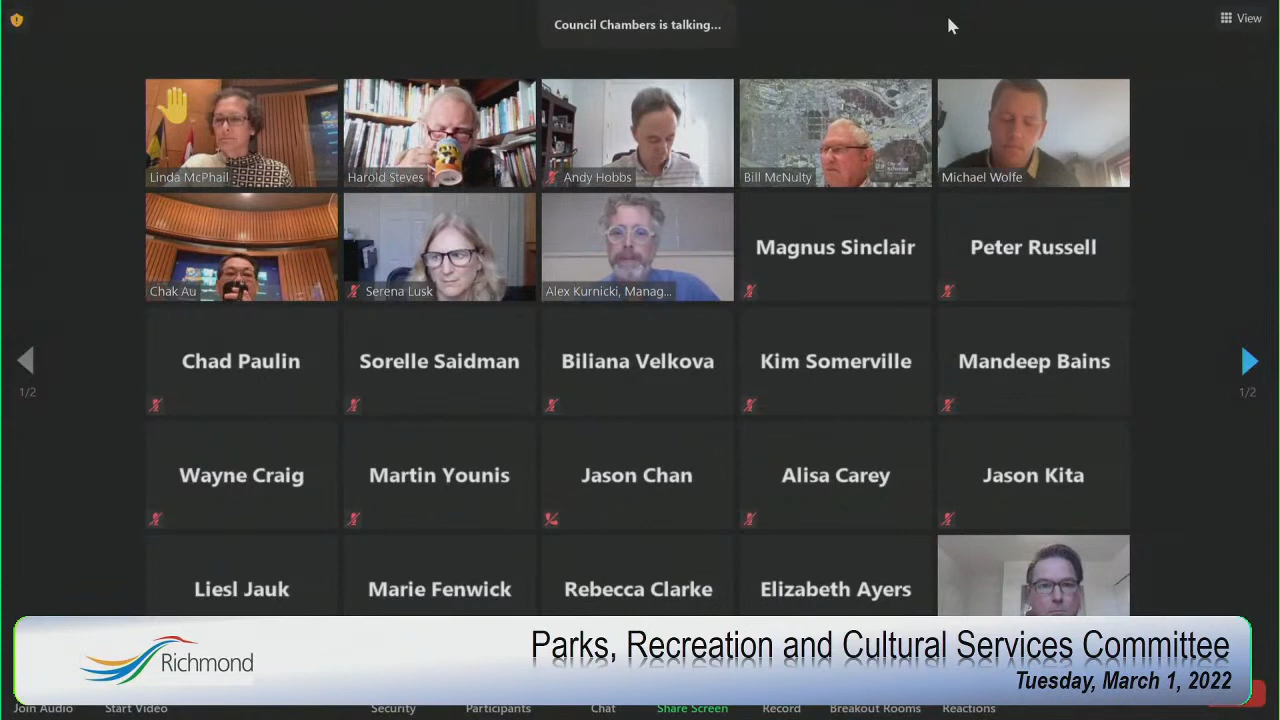 Council Chambers is talking...
View
Linda McPhail
Harold Steves
Andy Hobbs
Bill McNulty
Michael Wolfe
Chak Au
Serena Lusk
Alex Kurnicki, Manag...
Magnus Sinclair
Peter Russell
Chad Paulin
Sorelle Saidman
Biliana Velkova
Kim Somerville
Mandeep Bains
1/2
1/2
Wayne Craig
Martin Younis
Jason Chan
Alisa Carey
Jason Kita
Liesl Jauk
Marie Fenwick
Rebecca Clarke
Elizabeth Ayers
Richmond
Parks, Recreation and Cultural Services Committee
Tuesday, March 1, 2022
Join Audio
Start Video
Security
Participants
Chat
Share Screen
Record
Breakout Rooms
Reactions